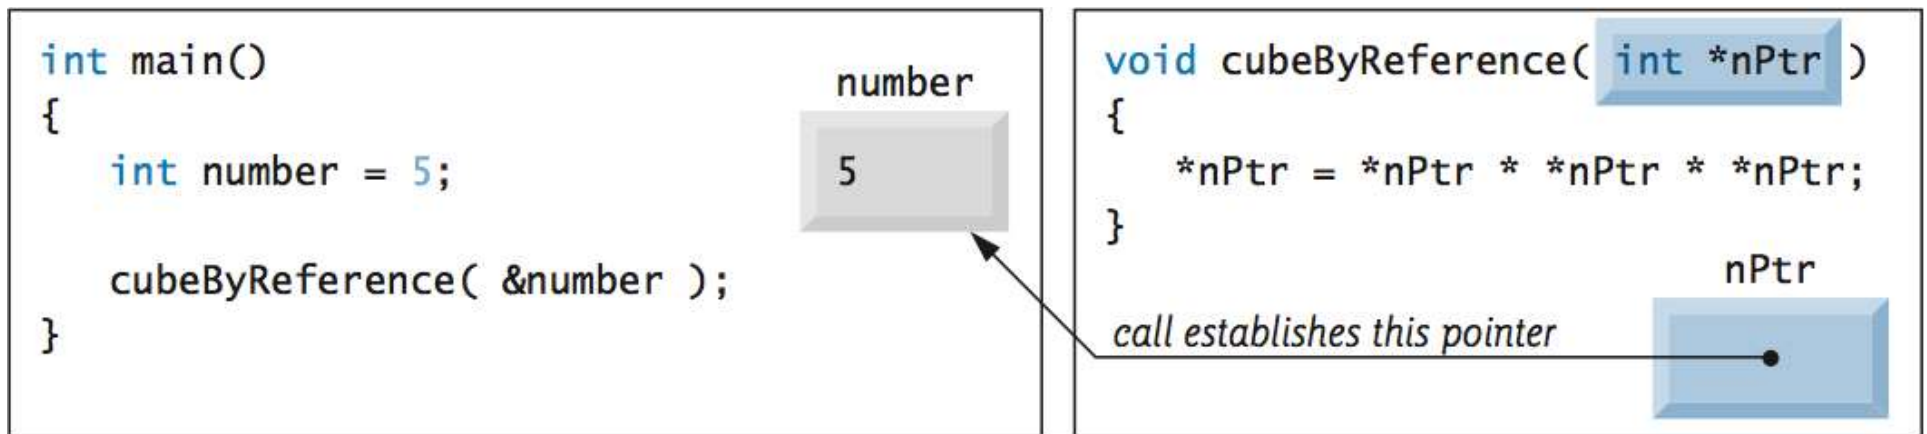 int main()
{
int number = 5;
cubeByReference( &number );
}
number
5
void cubeByReference( int *nPtr )
{
*nPtr = *nPtr * *nPtr * *nPtr;
}
nPtr
call establishes this pointer